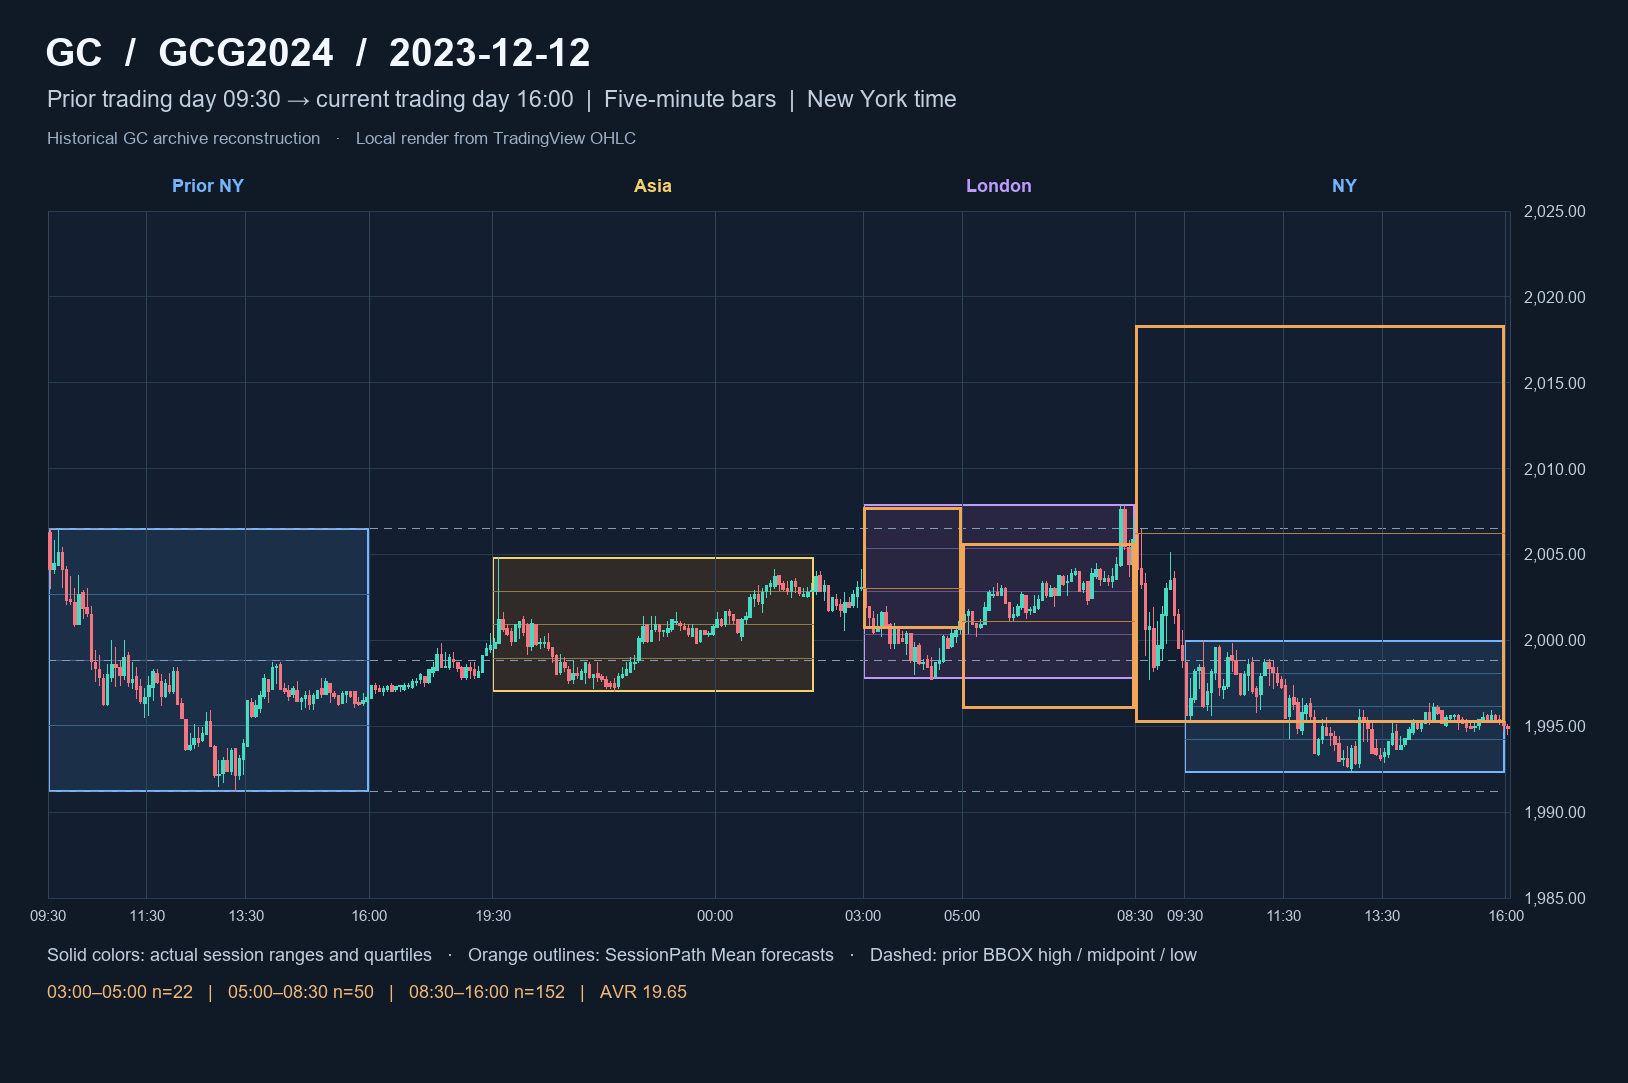 GC / GCG2024 / 2023-12-12
Prior trading day 09:30 → current trading day 16:00 | Five-minute bars | New York time
Historical GC archive reconstruction · Local render from TradingView OHLC
Prior NY Asia London NY
2,025.00
2,020.00
2,015.00
2,010.00
2,005.00
2,000.00
1,995.00
1,990.00
1,985.00
09:30 11:30 13:30 16:00 19:30 00:00 03:00 05:00 08:30 09:30 11:30 13:30 16:00
Solid colors: actual session ranges and quartiles · Orange outlines: SessionPath Mean forecasts · Dashed: prior BBOX high / midpoint / low
03:00–05:00 n=22 | 05:00–08:30 n=50 | 08:30–16:00 n=152 | AVR 19.65